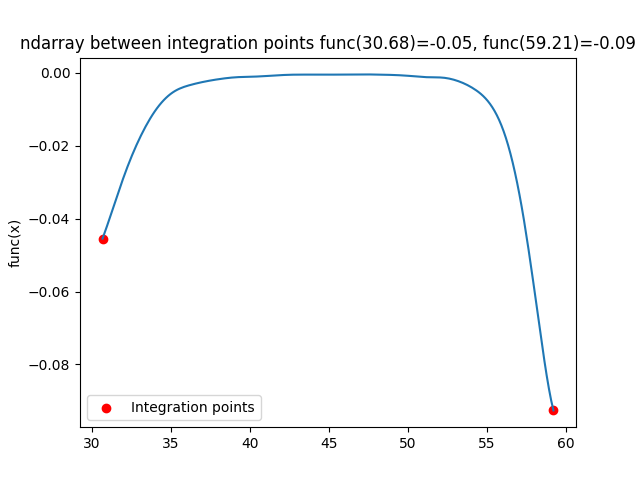 ndarray between integration points func(30.68)=-0.05, func(59.21)=-0.09
0.00
−0.02
−0.04
−0.06
−0.08
func(x)
Integration points
30 35 40 45 50 55 60